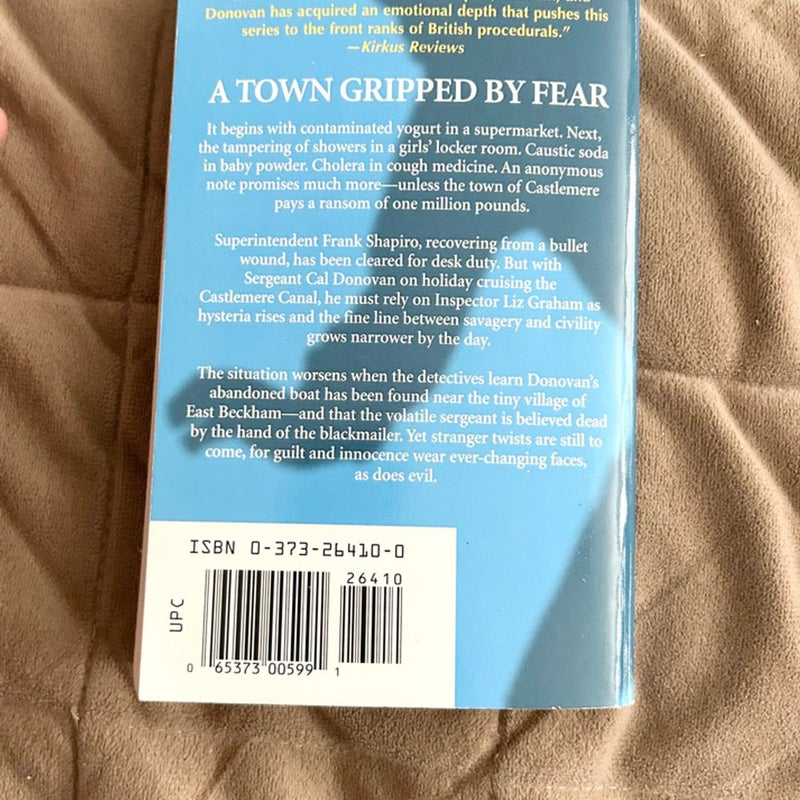 Donovan has acquired an emotional depth that pushes this
series to the front ranks of British procedurals.”
—Kirkus Reviews
A TOWN GRIPPED BY FEAR
It begins with contaminated yogurt in a supermarket. Next,
the tampering of showers in a girls’ locker room. Caustic soda
in baby powder. Cholera in cough medicine. An anonymous
note promises much more—unless the town of Castlemere
pays a ransom of one million pounds.
Superintendent Frank Shapiro, recovering from a bullet
wound, has been cleared for desk duty. But with
Sergeant Cal Donovan on holiday cruising the
Castlemere Canal, he must rely on Inspector Liz Graham as
hysteria rises and the fine line between savagery and civility
grows narrower by the day.
The situation worsens when the detectives learn Donovan’s
abandoned boat has been found near the tiny village of
East Beckham—and that the volatile sergeant is believed dead
by the hand of the blackmailer. Yet stranger twists are still to
come, for guilt and innocence wear ever-changing faces,
as does evil.
ISBN 0-373-26410-0
26410
UPC
0 65373 00599 1